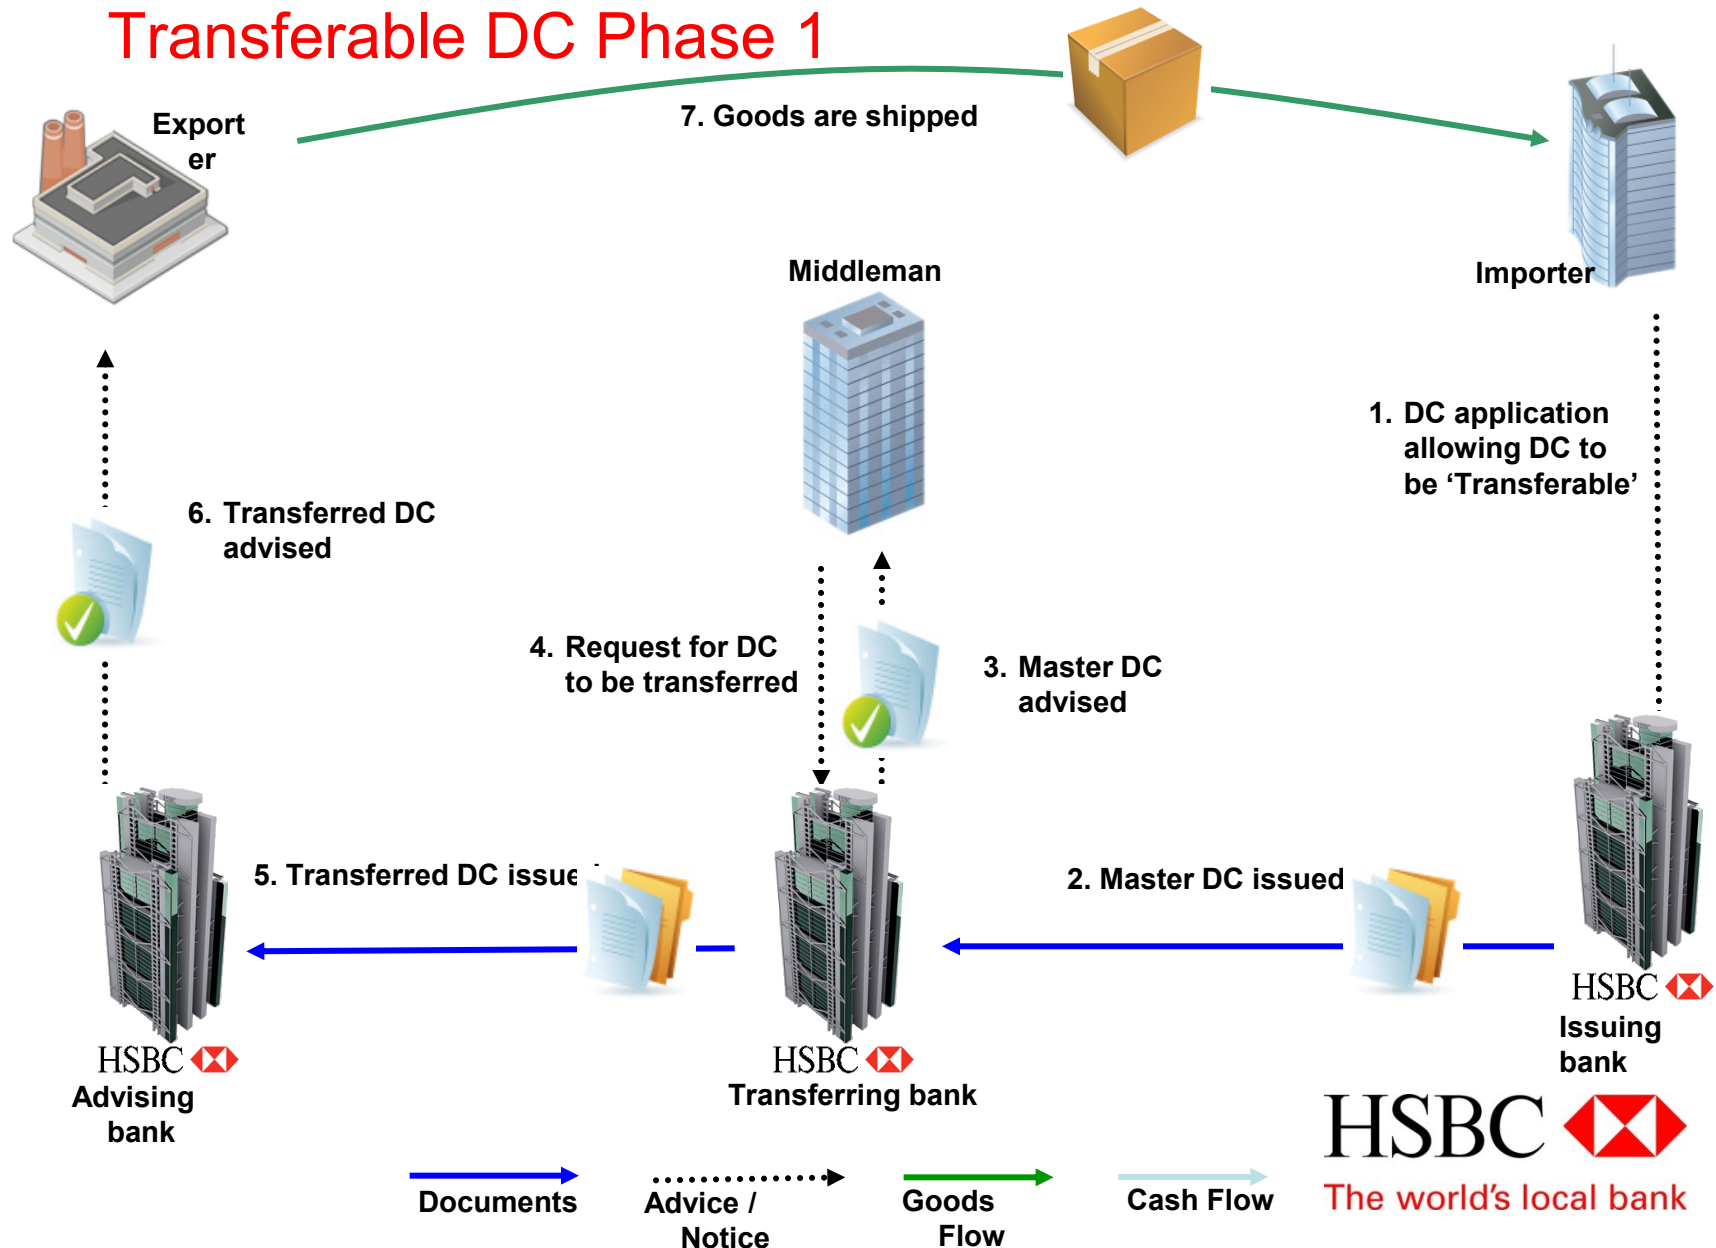 Transferable DC Phase 1
Export
er
7. Goods are shipped
Middleman
Importer
1. DC application
allowing DC to
be ‘Transferable’
6. Transferred DC
advised
4. Request for DC
to be transferred
3. Master DC
advised
5. Transferred DC issue
2. Master DC issued
HSBC
Advising
bank
HSBC
Transferring bank
HSBC
Issuing
bank
HSBC
The world's local bank
Documents
Advice /
Notice
Goods
Flow
Cash Flow